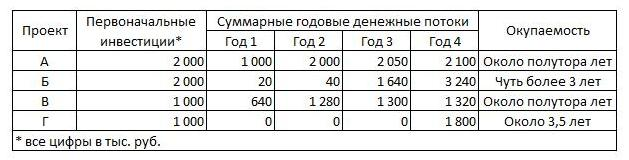 Проект Первоначальные инвестиции* Суммарные годовые денежные потоки Окупаемость
Год 1 Год 2 Год 3 Год 4
А 2 000 1 000 2 000 2 050 2 100 Около полутора лет
Б 2 000 20 40 1 640 3 240 Чуть более 3 лет
В 1 000 640 1 280 1 300 1 320 Около полутора лет
Г 1 000 0 0 0 1 800 Около 3,5 лет
* все цифры в тыс. руб.